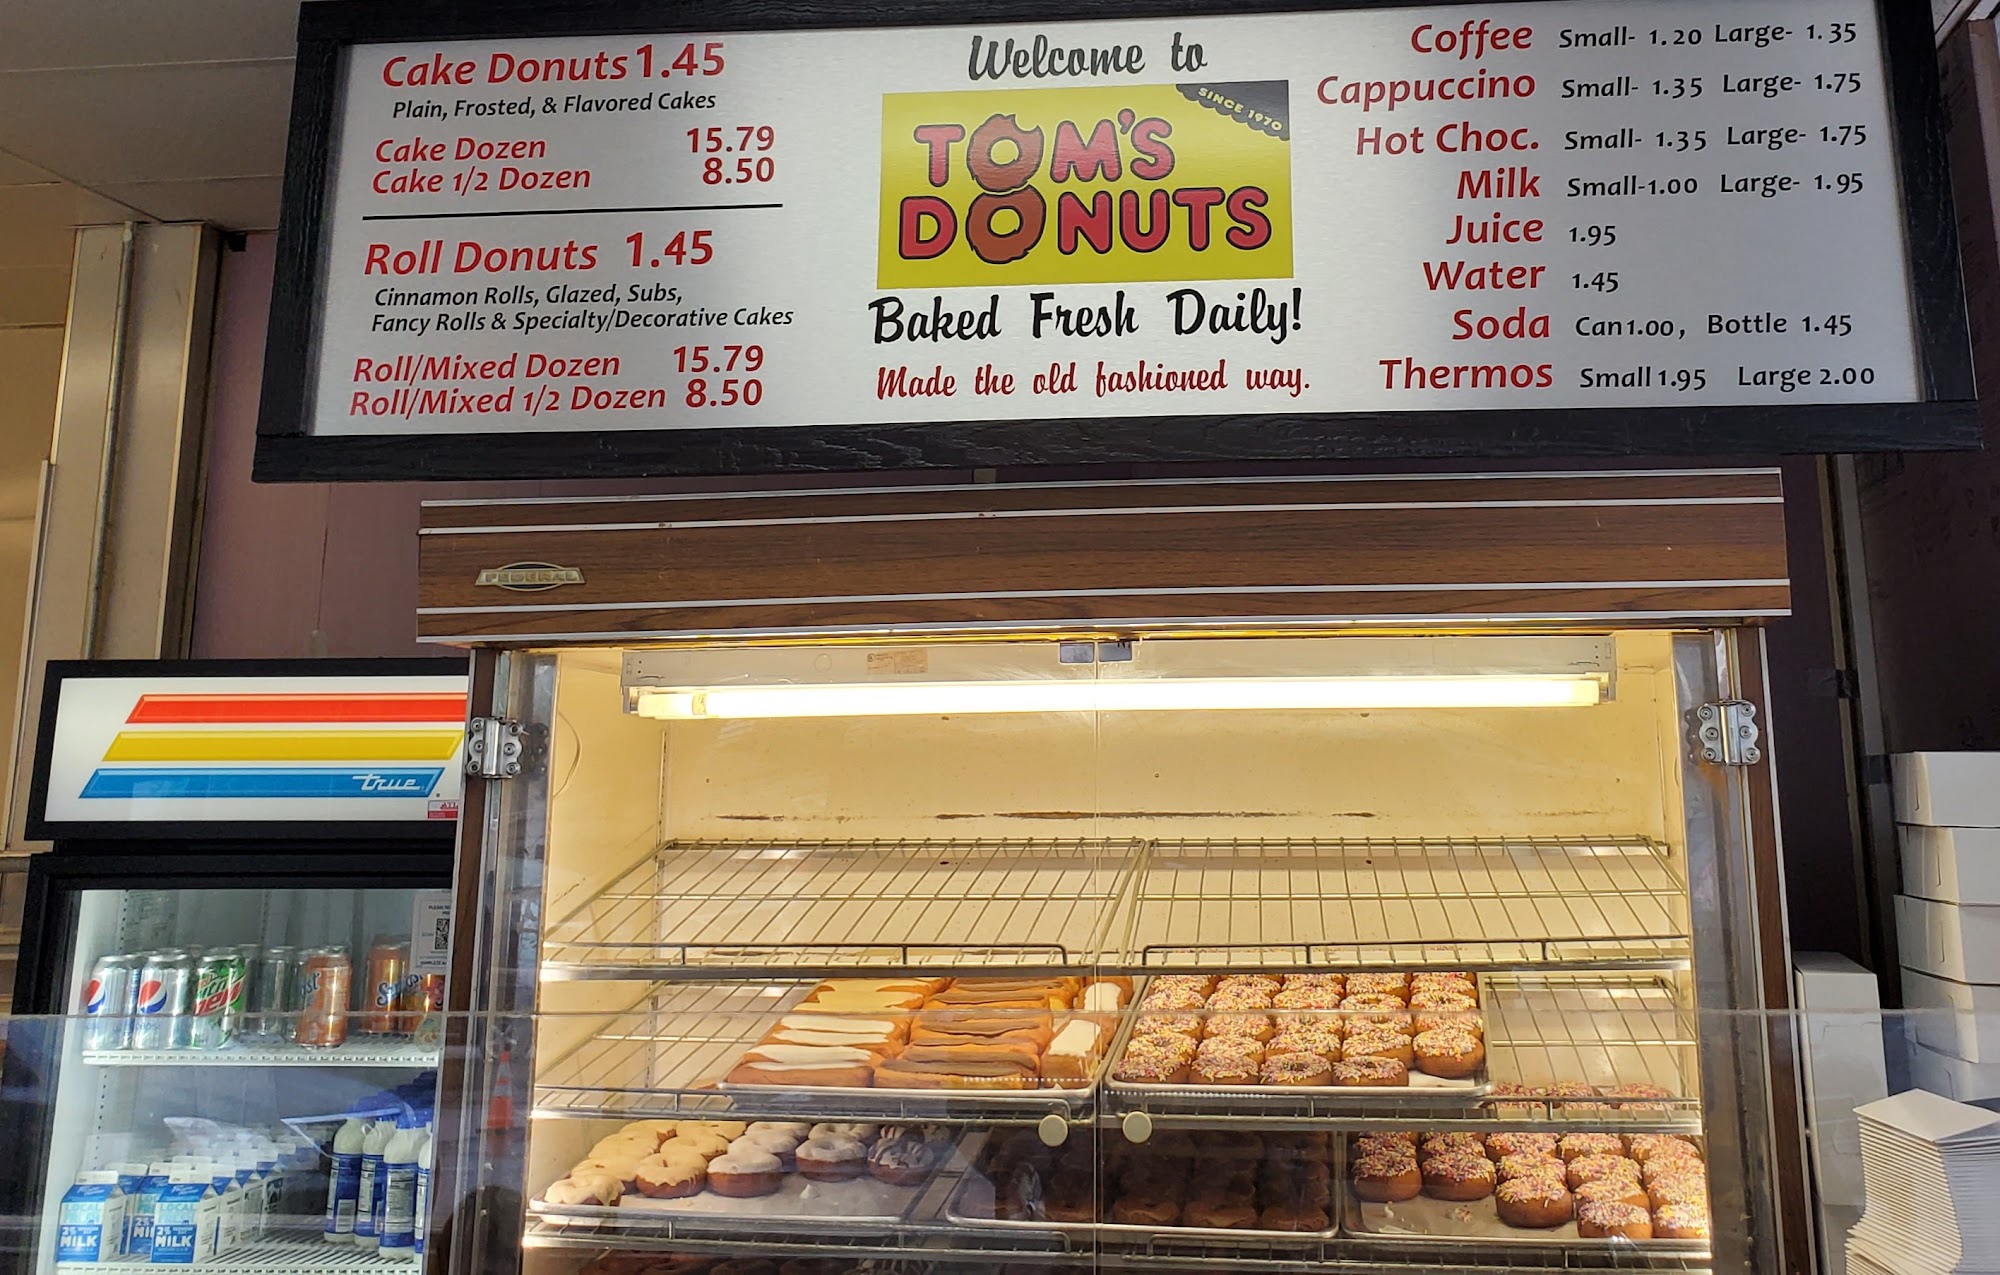 Cake Donuts 1.45
Plain, Frosted, & Flavored Cakes
Cake Dozen 15.79
Cake 1/2 Dozen 8.50
Roll Donuts 1.45
Cinnamon Rolls, Glazed, Subs,
Fancy Rolls & Specialty/Decorative Cakes
Roll/Mixed Dozen 15.79
Roll/Mixed 1/2 Dozen 8.50
Welcome to
SINCE 1970
TOM'S
DONUTS
Baked Fresh Daily!
Made the old fashioned way.
Coffee Small- 1.20 Large- 1.35
Cappuccino Small- 1.35 Large- 1.75
Hot Choc. Small- 1.35 Large- 1.75
Milk Small-1.00 Large- 1.95
Juice 1.95
Water 1.45
Soda Can 1.00, Bottle 1.45
Thermos Small 1.95 Large 2.00
FEDERAL
true
LOCAL
2%
MILK
LOCAL
2%
MILK